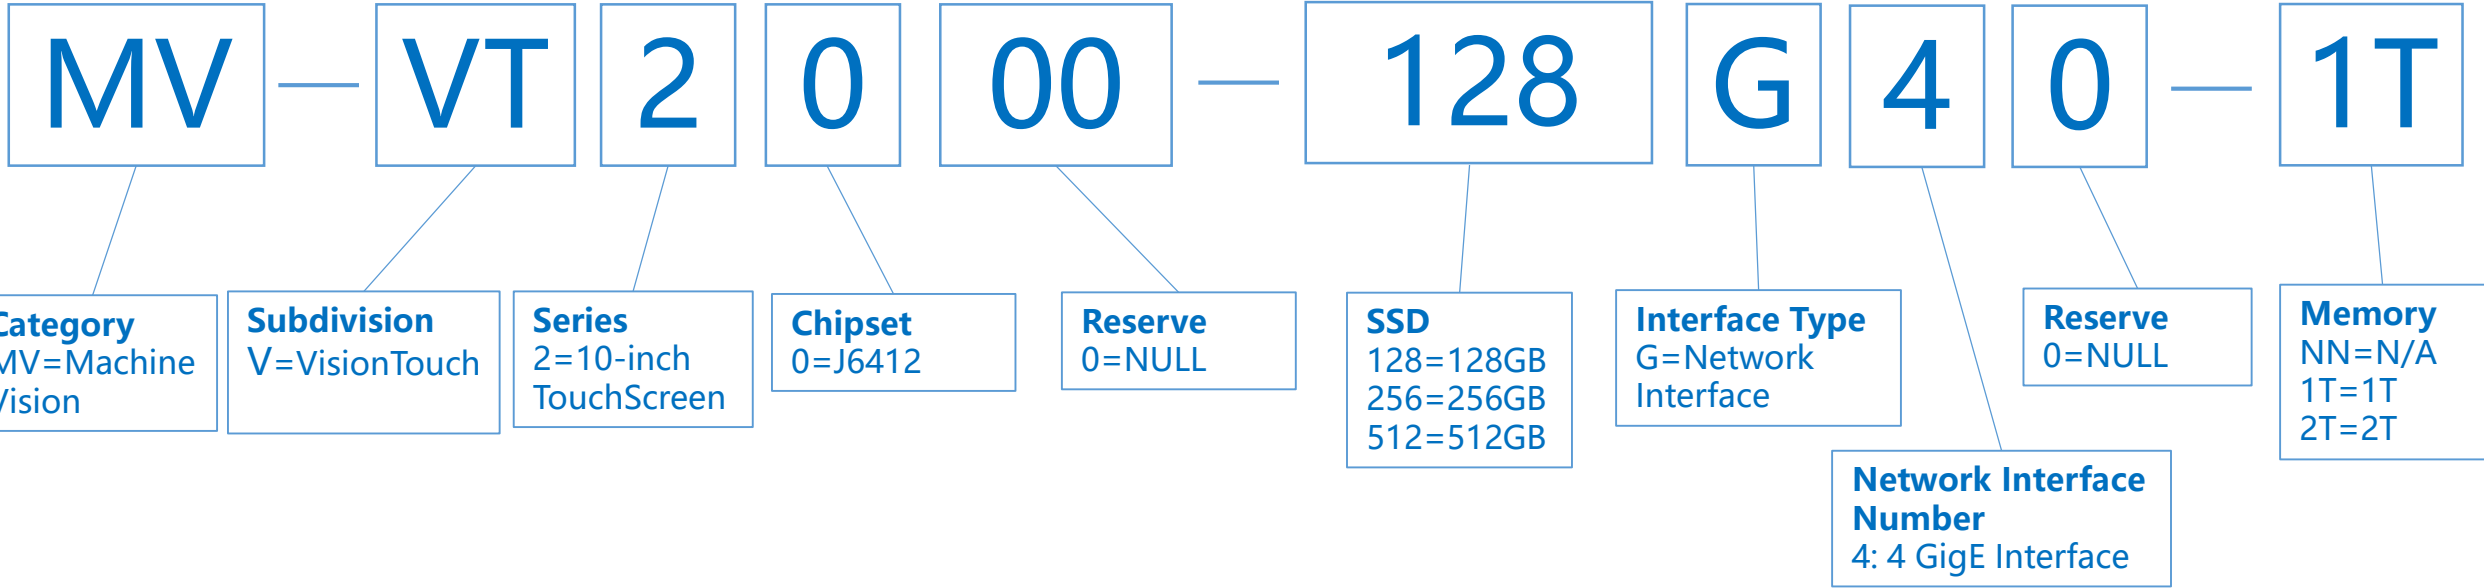 MV — VT 2 0 00 — 128 G 4 0 — 1T
Category
MV=Machine
Vision
Subdivision
V=VisionTouch
Series
2=10-inch
TouchScreen
Chipset
0=J6412
Reserve
0=NULL
SSD
128=128GB
256=256GB
512=512GB
Interface Type
G=Network
Interface
Network Interface
Number
4: 4 GigE Interface
Reserve
0=NULL
Memory
NN=N/A
1T=1T
2T=2T